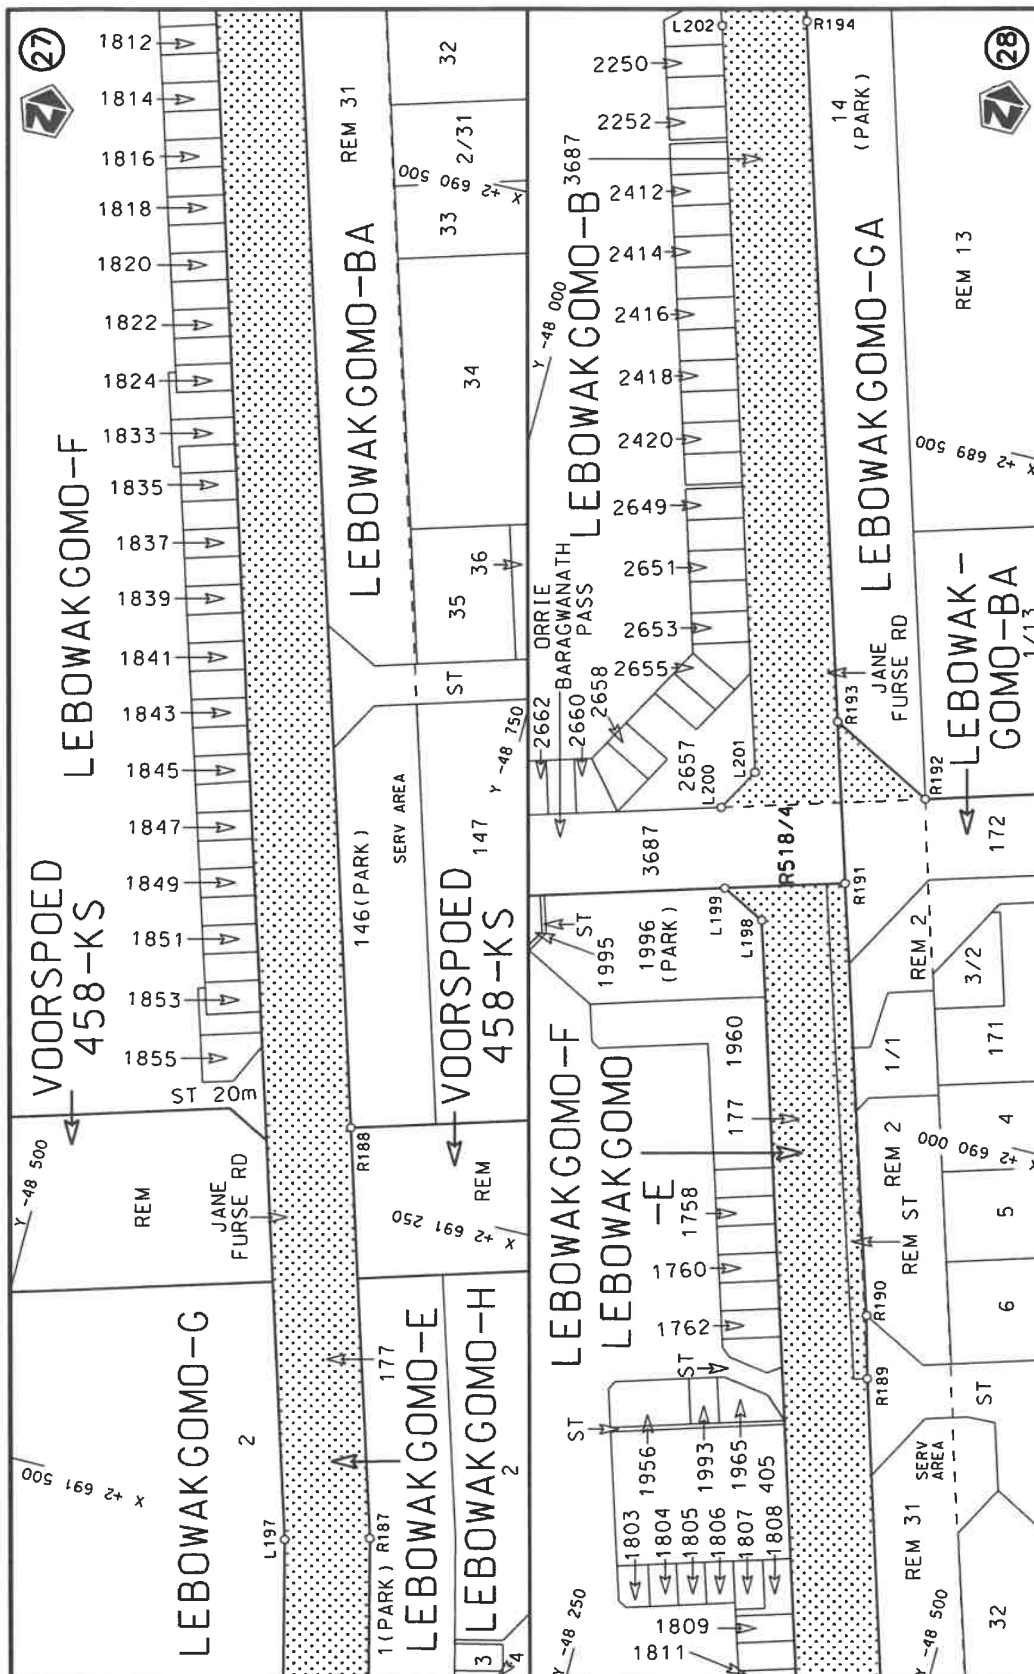 27
1812
1814
1816
1818
1820
1822
1824
1833
1835
1837
1839
1841
1843
1845
1847
1849
1851
1853
1855
ST 20m
LEBOWAKGOMO-F
VOORSPOED
458-KS
Y -48 500
REM
JANE
FURSE RD
LEBOWAKGOMO-G
2
X +2 691 500
L197
R187
1(PARK)
177
LEBOWAKGOMO-E
LEBOWAKGOMO-H
2
3
4
R188
REM
X +2 691 250
VOORSPOED
458-KS
146(PARK)
SERV AREA
147
Y -48 750
ST
35
36
34
LEBOWAKGOMO-BA
33
2/31
32
REM 31
X +2 690 500
28
L202
R194
2250
2252
3687
2412
2414
2416
2418
2420
2649
2651
2653
2655
LEBOWAKGOMO-B
Y -48 000
14
(PARK)
LEBOWAKGOMO-GA
REM 13
X +2 689 500
ORRIE
BARAGWANATH
PASS
2662
2660
2658
2657
L200
L201
R193
JANE
FURSE RD
R192
LEBOWAK-
GOMO-BA
1/13
172
3687
R518/4
R191
L199
L198
ST
1995
1996
(PARK)
REM 2
3/2
171
1/1
1960
177
LEBOWAKGOMO-F
LEBOWAKGOMO
-E
1758
1760
1762
ST
ST
REM 2
4
X +2 690 000
5
REM ST
R190
6
R189
ST
1956
1993
1965
405
1803
1804
1805
1806
1807
1808
1809
1811
Y -48 250
SERV
AREA
REM 31
Y -48 500
32